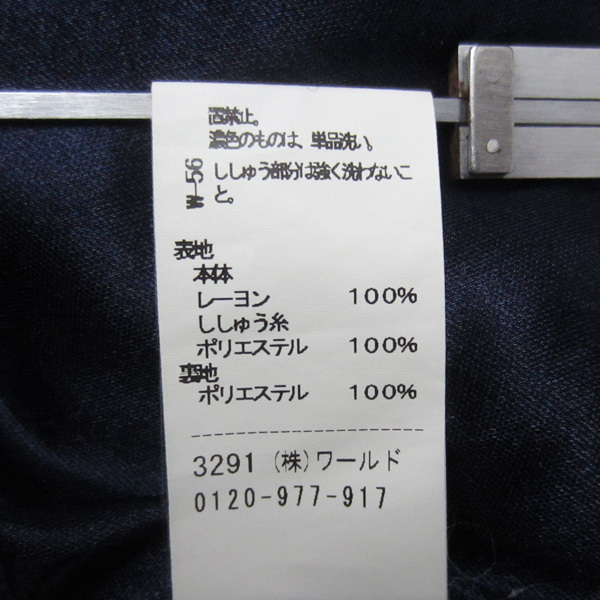 禁止。
濃色のものは、単品洗い。
W-56
ししゅう部分は強く洗わないこ
と。
表地
本体
レーヨン 100%
ししゅう糸
ポリエステル 100%
裏地
ポリエステル 100%
3291 (株)ワールド
0120-977-917